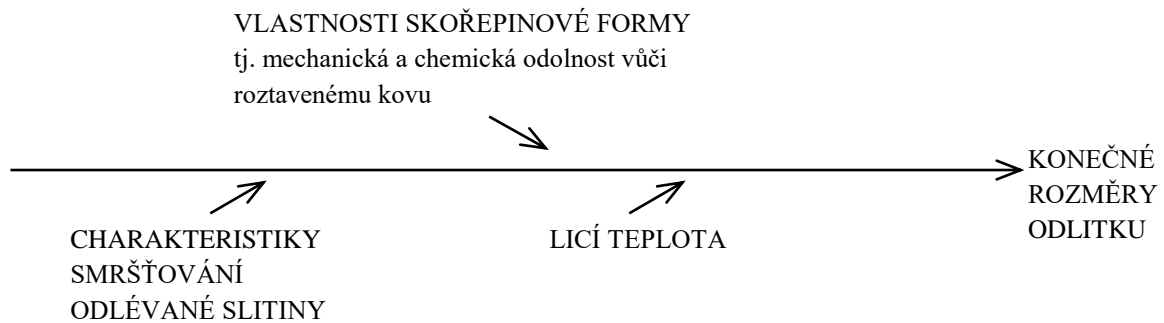 VLASTNOSTI SKOŘEPINOVÉ FORMY
tj. mechanická a chemická odolnost vůči
roztavenému kovu
KONEČNÉ
ROZMĚRY
ODLITKU
CHARAKTERISTIKY
SMRŠŤOVÁNÍ
ODLÉVANÉ SLITINY
LICÍ TEPLOTA